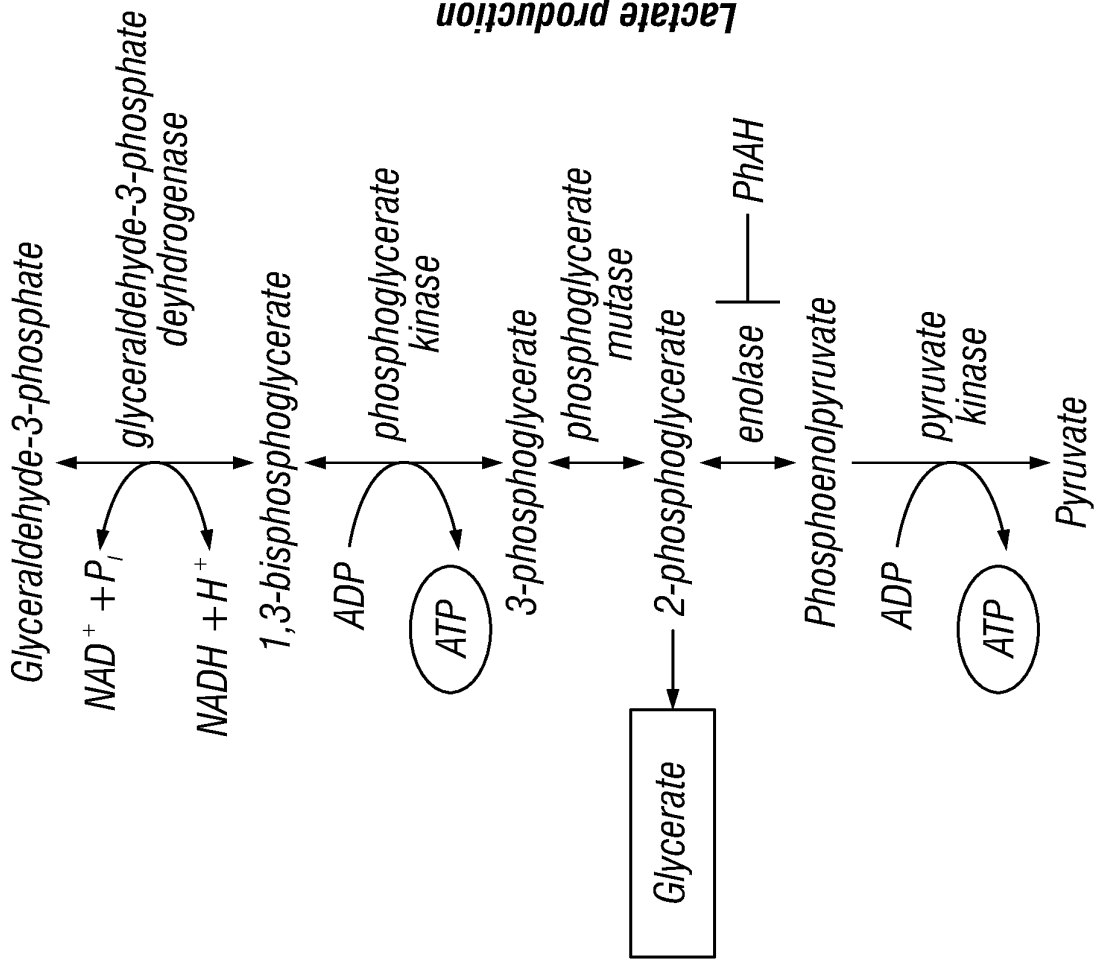 Lactate production
Glyceraldehyde-3-phosphate
glyceraldehyde-3-phosphate
deyhdrogenase
NAD⁺ + P_I
NADH + H⁺
1,3-bisphosphoglycerate
phosphoglycerate
kinase
ADP
ATP
3-phosphoglycerate
phosphoglycerate
mutase
Glycerate
2-phosphoglycerate
enolase
PhAH
Phosphoenolpyruvate
pyruvate
kinase
ADP
ATP
Pyruvate